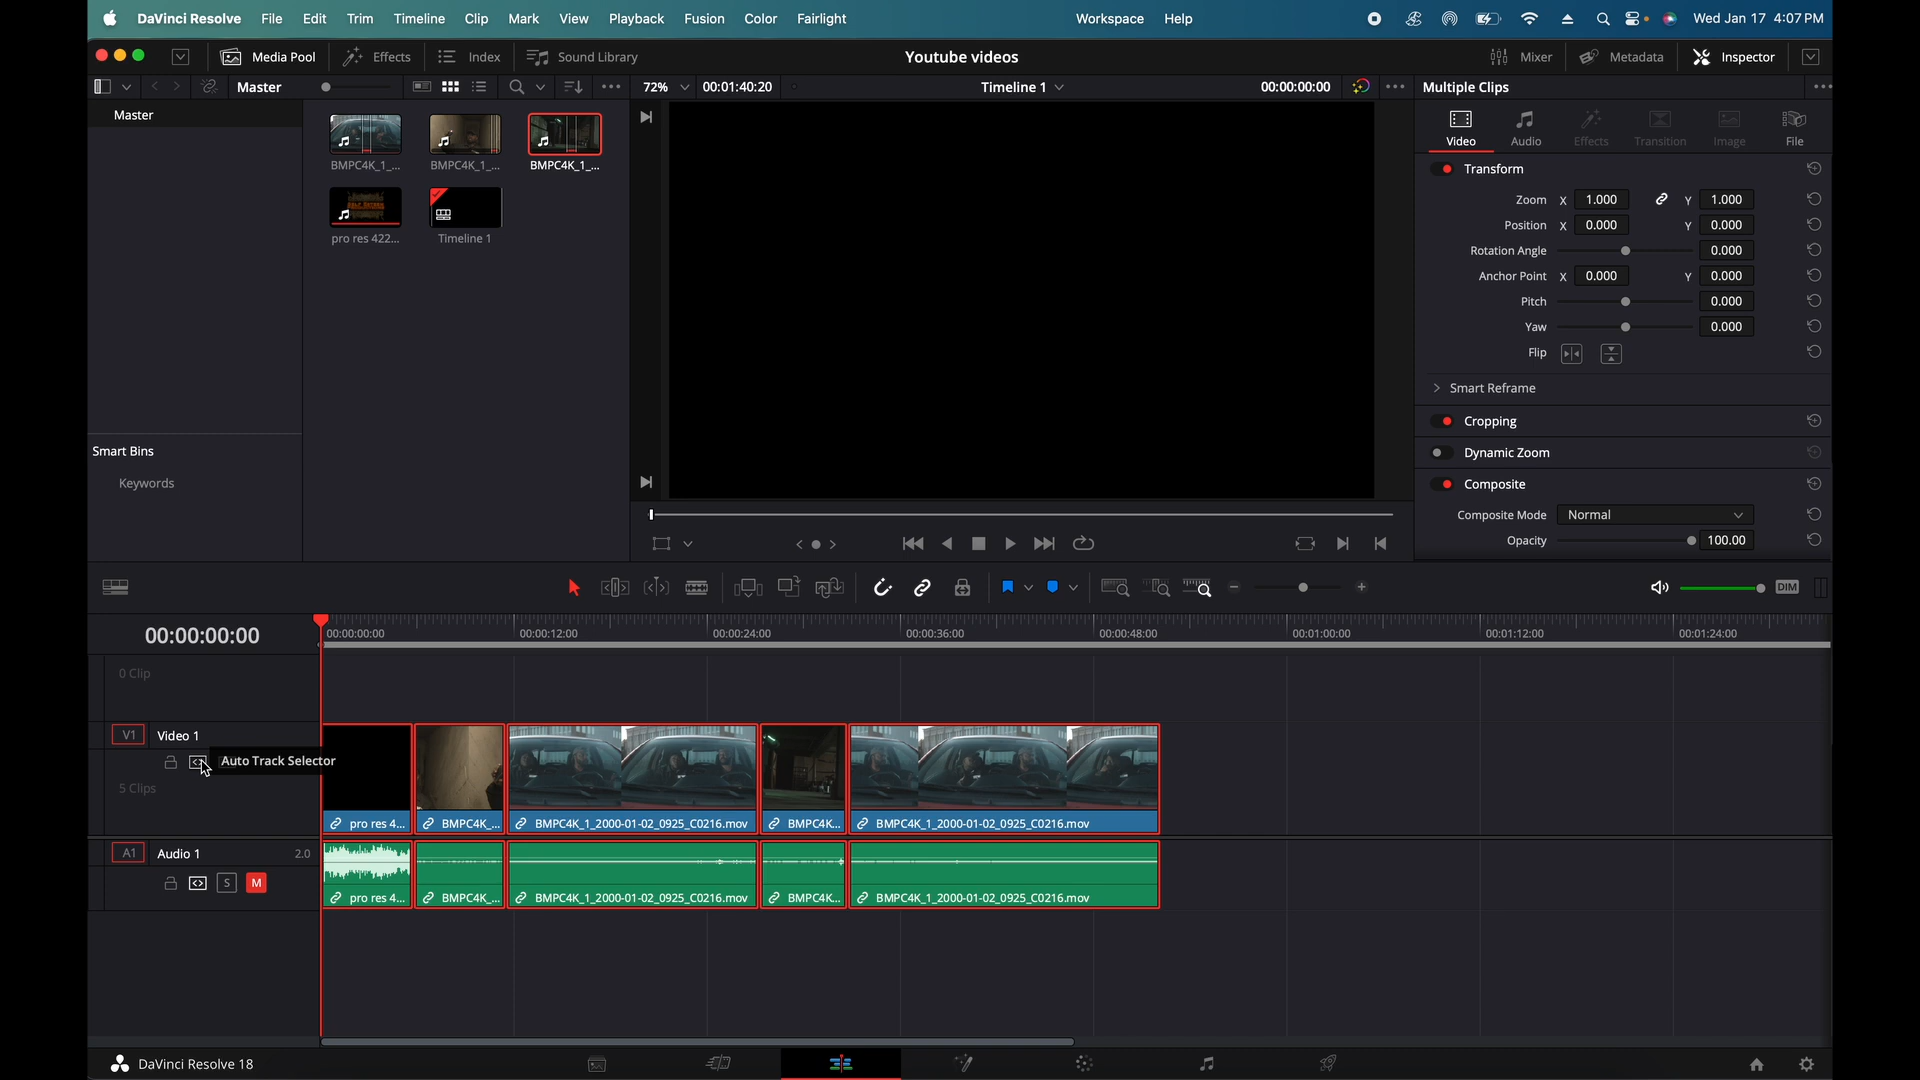 DaVinci Resolve File Edit Trim Timeline Clip Mark View Playback Fusion Color Fairlight Workspace Help Wed Jan 17 4:07 PM
Media Pool Effects Index Sound Library Youtube videos Mixer Metadata Inspector
Master 72% 00:01:40:20 Timeline 1 00:00:00:00 Multiple Clips
Master
Video Audio Effects Transition Image File
BMPC4K_1_... BMPC4K_1_... BMPC4K_1_...
Transform
Zoom X 1.000 Y 1.000
Position X 0.000 Y 0.000
pro res 422... Timeline 1
Rotation Angle 0.000
Anchor Point X 0.000 Y 0.000
Pitch 0.000
Yaw 0.000
Flip
Smart Reframe
Cropping
Smart Bins
Dynamic Zoom
Keywords
Composite
Composite Mode Normal
Opacity 100.00
DIM
00:00:00:00 00:00:00:00 00:00:12:00 00:00:24:00 00:00:36:00 00:00:48:00 00:01:00:00 00:01:12:00 00:01:24:00
0 Clip
V1 Video 1
Auto Track Selector
5 Clips
pro res 4... BMPC4K_... BMPC4K_1_2000-01-02_0925_C0216.mov BMPC4K... BMPC4K_1_2000-01-02_0925_C0216.mov
A1 Audio 1 2.0
S M
pro res 4... BMPC4K_... BMPC4K_1_2000-01-02_0925_C0216.mov BMPC4K... BMPC4K_1_2000-01-02_0925_C0216.mov
DaVinci Resolve 18